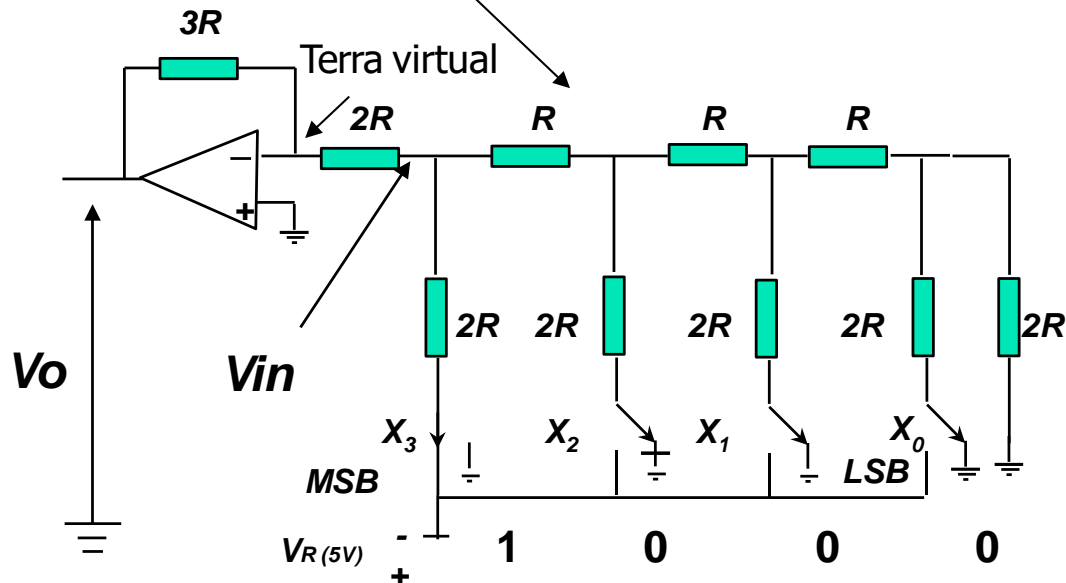 3R
Terra virtual
2R
R
R
R
−
+
2R
2R
2R
2R
2R
Vo
Vin
X3
X2
X1
X0
MSB
LSB
VR (5V)
-
+
1 0 0 0